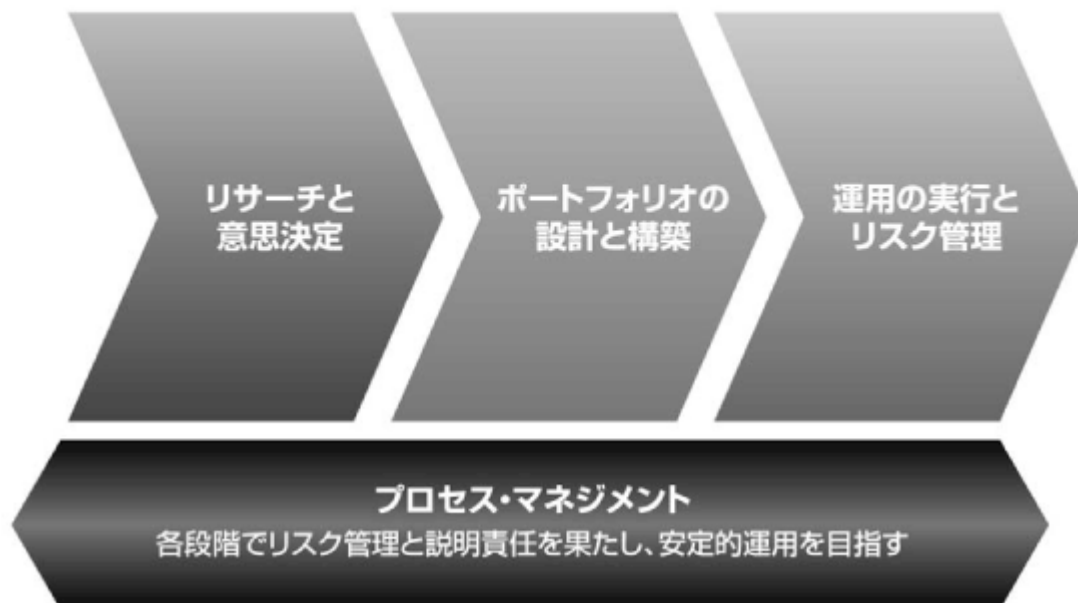 リサーチと
意思決定
ポートフォリオの
設計と構築
運用の実行と
リスク管理
プロセス・マネジメント
各段階でリスク管理と説明責任を果たし、安定的運用を目指す